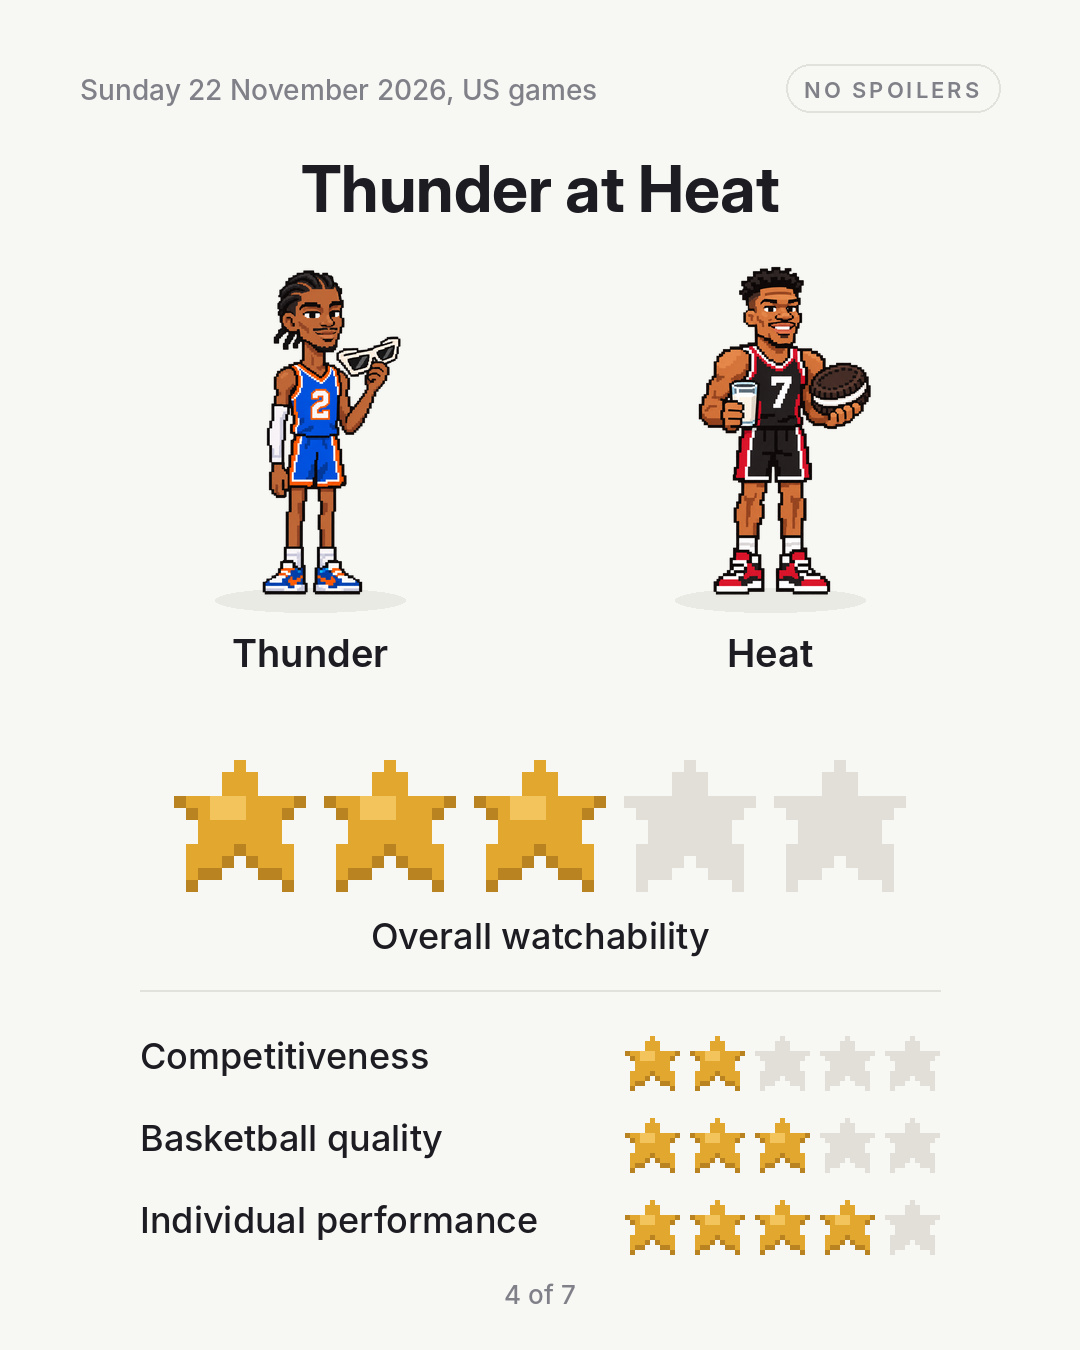 Sunday 22 November 2026, US games
NO SPOILERS
Thunder at Heat
2
7
Thunder
Heat
Overall watchability
Competitiveness
Basketball quality
Individual performance
4 of 7